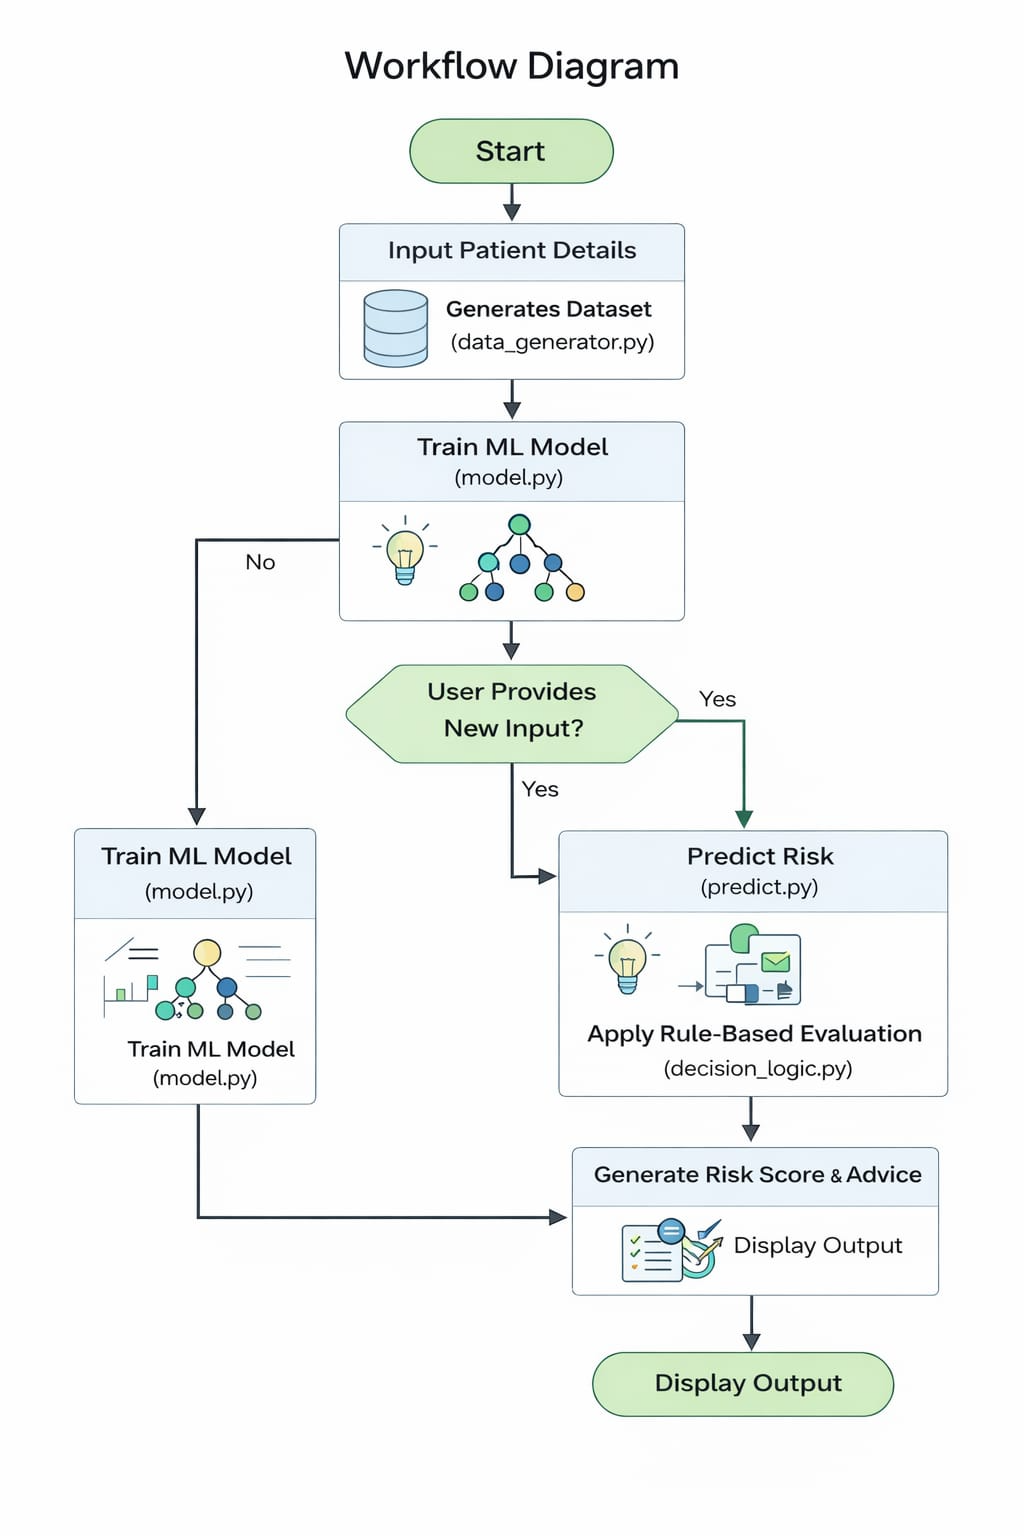 Workflow Diagram
Start
Input Patient Details
Generates Dataset
(data_generator.py)
Train ML Model
(model.py)
No
User Provides
New Input?
Yes
Yes
Train ML Model
(model.py)
Train ML Model
(model.py)
Predict Risk
(predict.py)
Apply Rule-Based Evaluation
(decision_logic.py)
Generate Risk Score & Advice
Display Output
Display Output